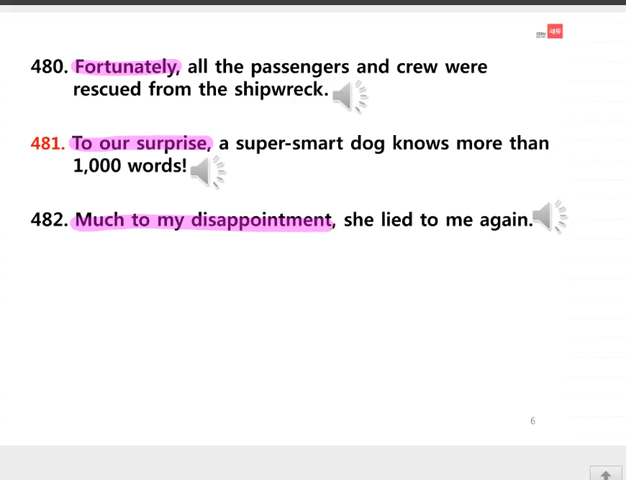 480. Fortunately, all the passengers and crew were
rescued from the shipwreck.
481. To our surprise, a super-smart dog knows more than
1,000 words!
482. Much to my disappointment, she lied to me again.
6